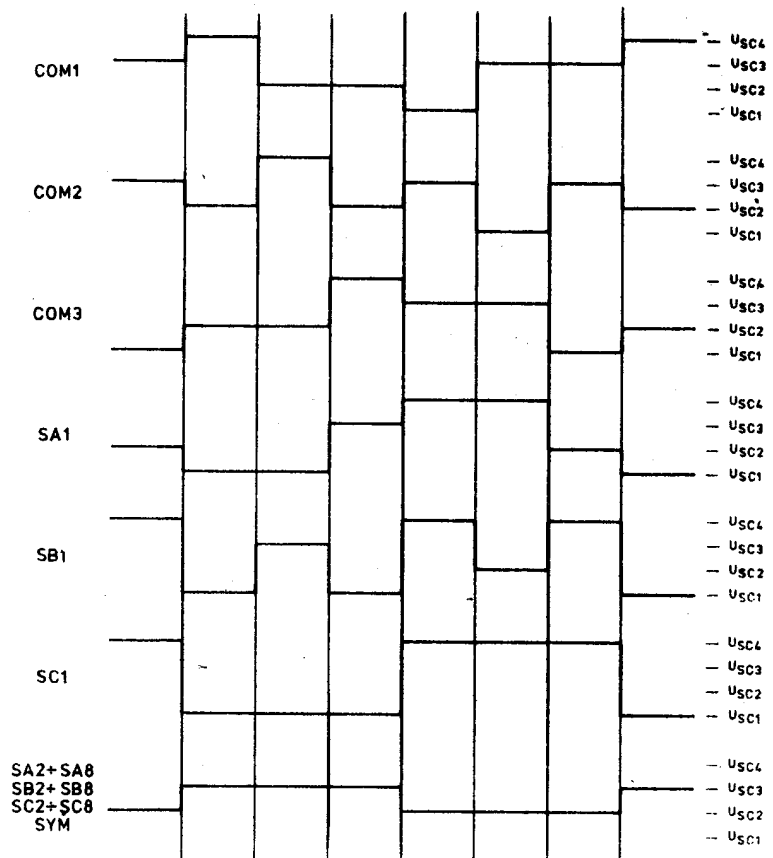 COM1
— USC4
— USC3
— USC2
— USC1
COM2
— USC4
— USC3
— USC2
— USC1
COM3
— USC4
— USC3
— USC2
— USC1
SA1
— USC4
— USC3
— USC2
— USC1
SB1
— USC4
— USC3
— USC2
— USC1
SC1
— USC4
— USC3
— USC2
— USC1
SA2÷SA8
SB2÷SB8
SC2÷SC8
SYM
— USC4
— USC3
— USC2
— USC1